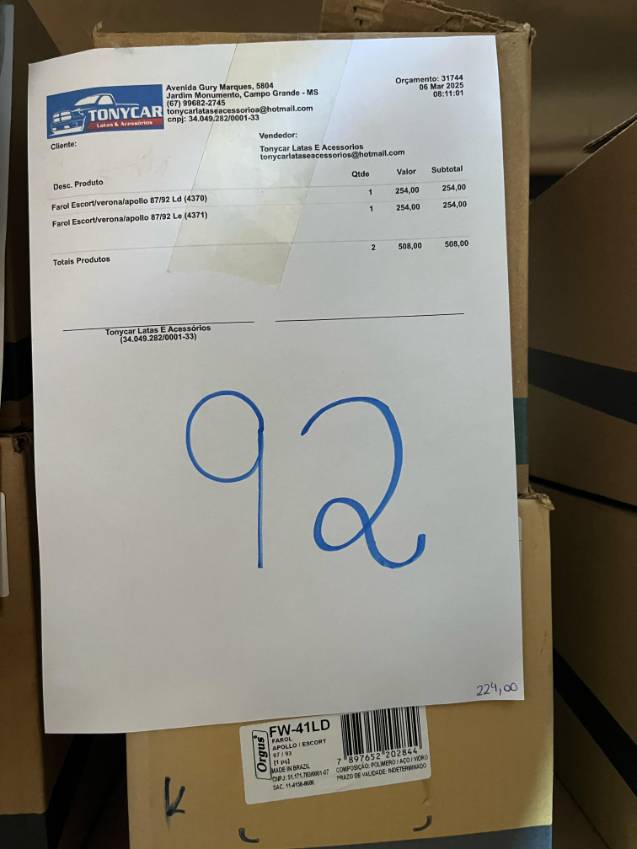 TONYCAR
Latas & Acessórios
Avenida Gury Marques, 5804
Jardim Monumento, Campo Grande - MS
(67) 99682-2745
tonycarlataseacessorios@hotmail.com
cnpj: 34.049.282/0001-33
Orçamento: 31744
06 Mar 2025
08:11:01
Cliente:
Vendedor:
Tonycar Latas E Acessorios
tonycarlataseacessorios@hotmail.com
Desc. Produto Qtde Valor Subtotal
Farol Escort/verona/apollo 87/92 Ld (4370) 1 254,00 254,00
Farol Escort/verona/apollo 87/92 Le (4371) 1 254,00 254,00
Totais Produtos 2 508,00 508,00
Tonycar Latas E Acessórios
(34.049.282/0001-33)
92
224,00
Orgus
FW-41LD
FAROL
APOLLO / ESCORT
[1 pç]
MADE IN BRAZIL
7 897652 202844
COMPOSIÇÃO: POLÍMERO / AÇO / VIDRO
PRAZO DE VALIDADE: INDETERMINADO
K